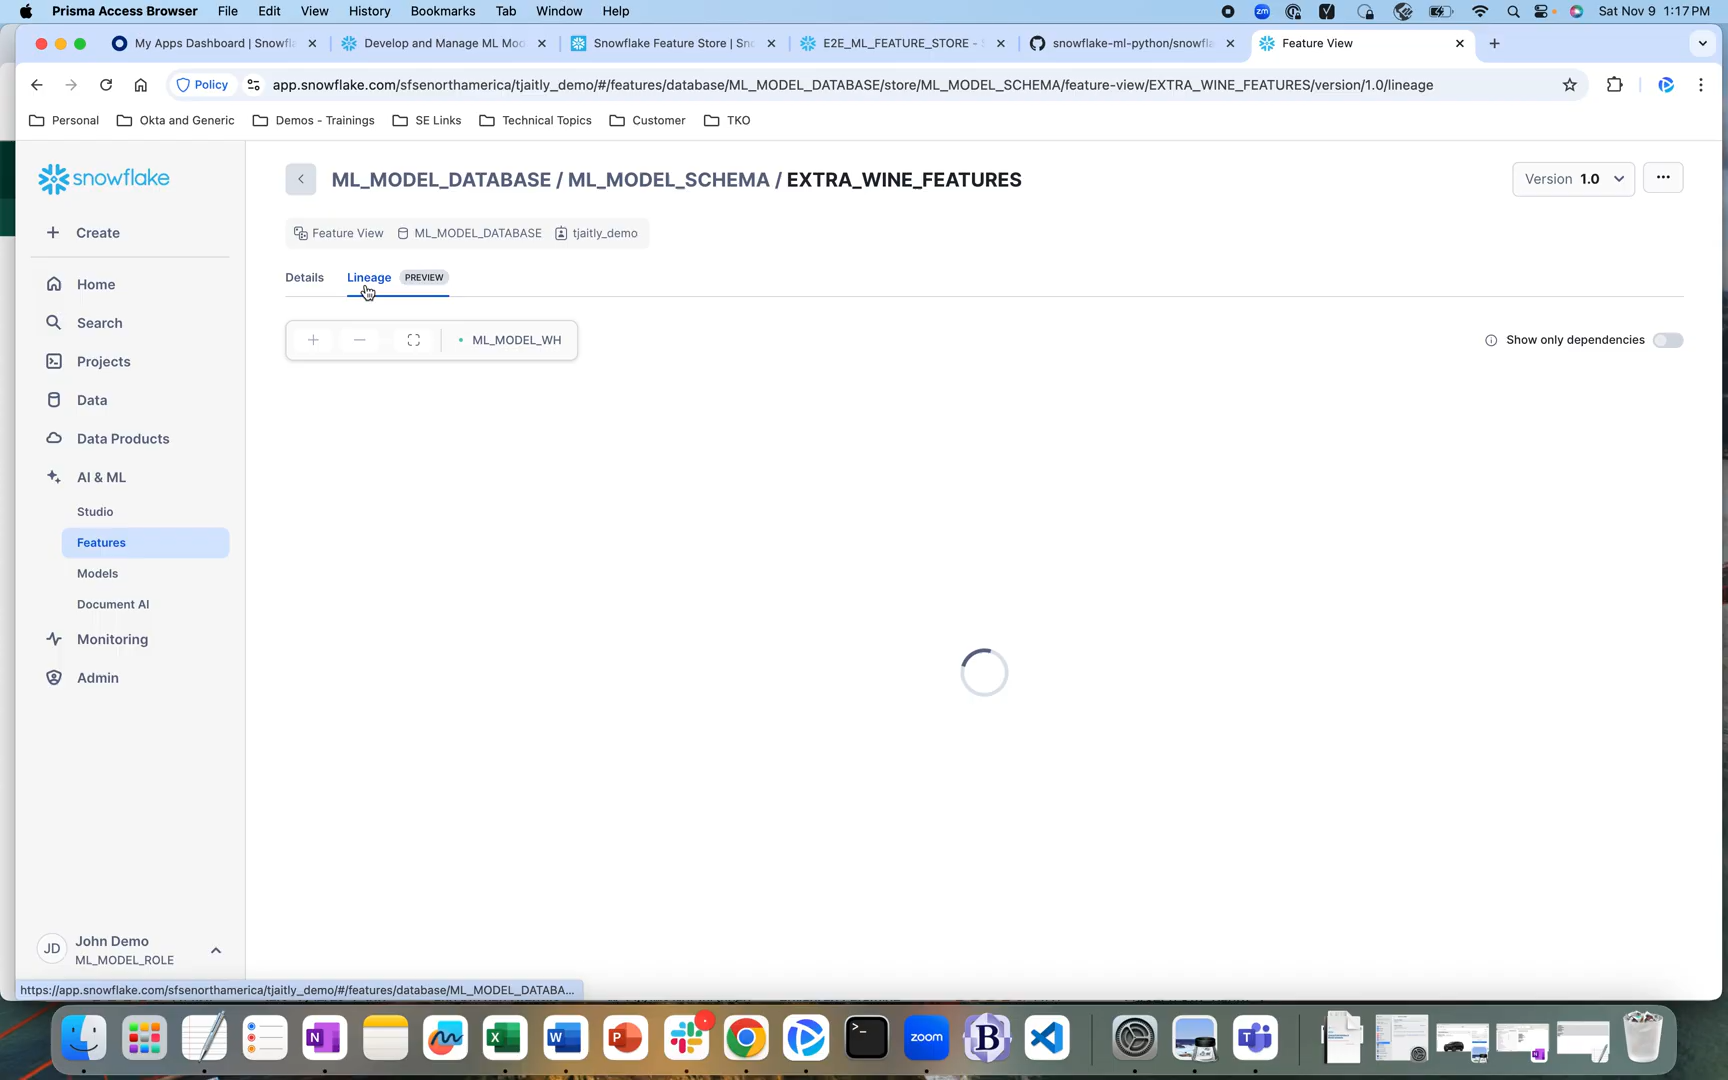 Prisma Access Browser File Edit View History Bookmarks Tab Window Help zm Sat Nov 9 1:17 PM
My Apps Dashboard | Snowfl Develop and Manage ML Mo Snowflake Feature Store | Sn E2E_ML_FEATURE_STORE - snowflake-ml-python/snowfl Feature View
Policy app.snowflake.com/sfsenorthamerica/tjaitly_demo/#/features/database/ML_MODEL_DATABASE/store/ML_MODEL_SCHEMA/feature-view/EXTRA_WINE_FEATURES/version/1.0/lineage
Personal Okta and Generic Demos - Trainings SE Links Technical Topics Customer TKO
snowflake
ML_MODEL_DATABASE / ML_MODEL_SCHEMA / EXTRA_WINE_FEATURES
Version 1.0 ...
Create
Feature View ML_MODEL_DATABASE tjaitly_demo
Details Lineage PREVIEW
Home
Search
ML_MODEL_WH
Show only dependencies
Projects
Data
Data Products
AI & ML
Studio
Features
Models
Document AI
Monitoring
Admin
JD John Demo
ML_MODEL_ROLE
https://app.snowflake.com/sfsenorthamerica/tjaitly_demo/#/features/database/ML_MODEL_DATABA...
N X W P >_ zoom B T N